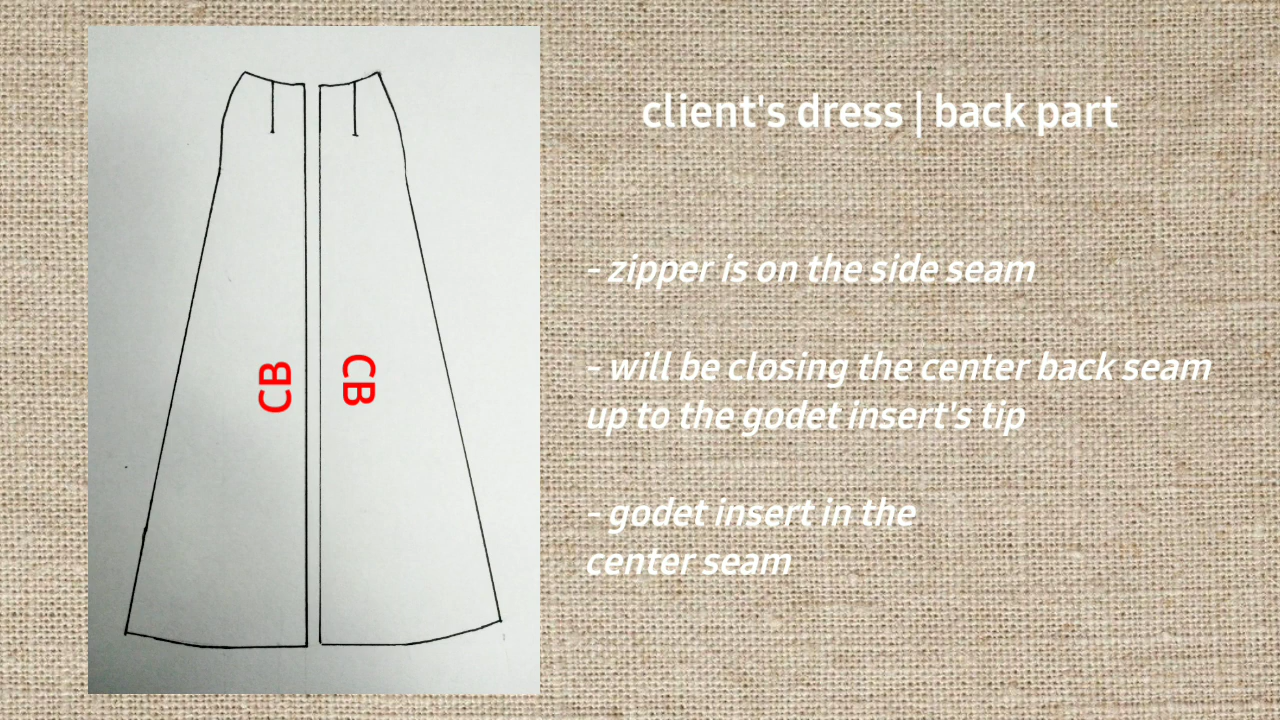 client's dress | back part
- zipper is on the side seam
- will be closing the center back seam
up to the godet insert's tip
- godet insert in the
center seam
CB
CB